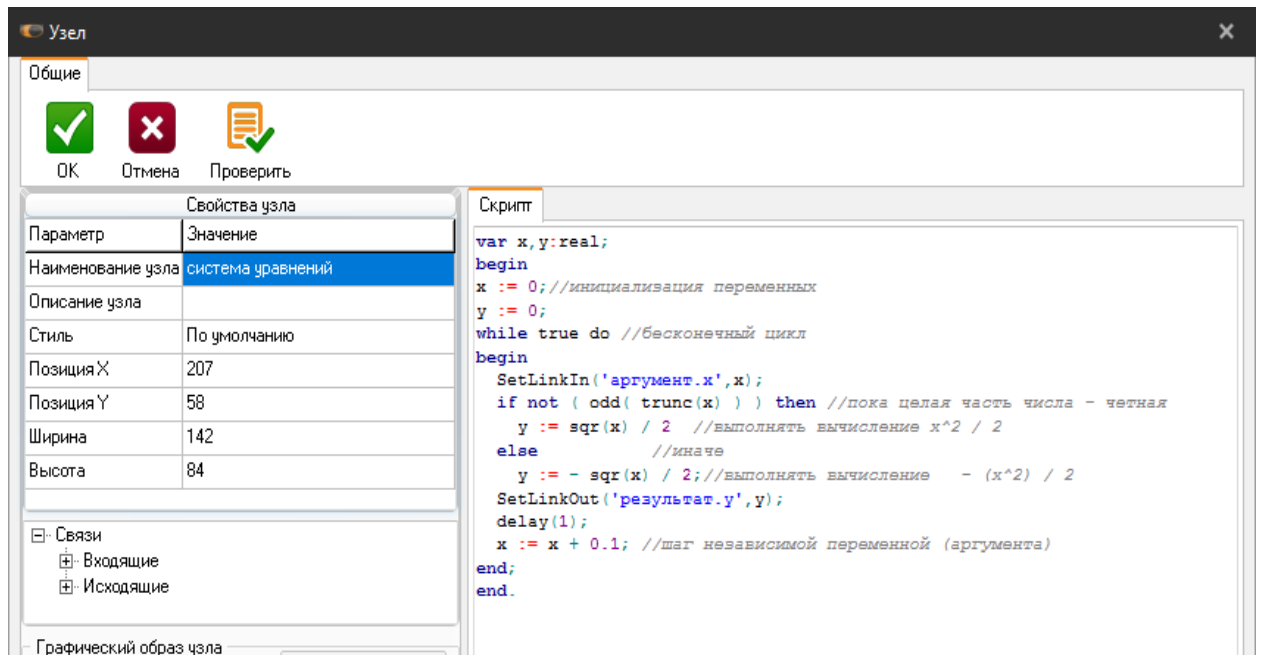 Узел
Общие
OK
Отмена
Проверить
Свойства узла
Параметр
Значение
Наименование узла
система уравнений
Описание узла
Стиль
По умолчанию
Позиция X
207
Позиция Y
58
Ширина
142
Высота
84
Связи
Входящие
Исходящие
Графический образ узла
Скрипт
var x,y:real;
begin
x := 0;//инициализация переменных
y := 0;
while true do //бесконечный цикл
begin
SetLinkIn('аргумент.x',x);
if not ( odd( trunc(x) ) ) then //пока целая часть числа - четная
y := sqr(x) / 2 //выполнять вычисление x^2 / 2
else //иначе
y := - sqr(x) / 2;//выполнять вычисление - (x^2) / 2
SetLinkOut('результат.y',y);
delay(1);
x := x + 0.1; //шаг независимой переменной (аргумента)
end;
end.